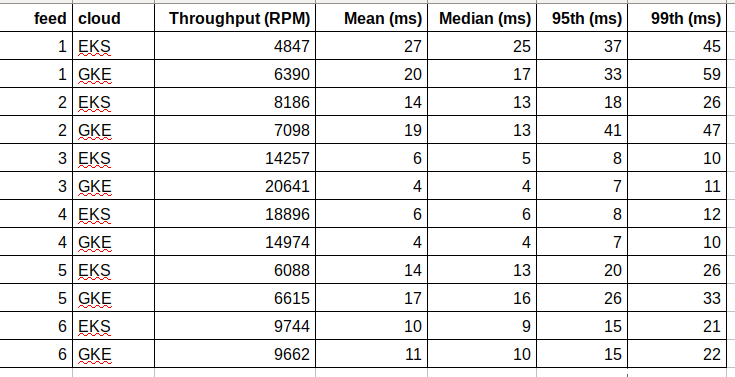 feed cloud Throughput (RPM) Mean (ms) Median (ms) 95th (ms) 99th (ms)
1 EKS 4847 27 25 37 45
1 GKE 6390 20 17 33 59
2 EKS 8186 14 13 18 26
2 GKE 7098 19 13 41 47
3 EKS 14257 6 5 8 10
3 GKE 20641 4 4 7 11
4 EKS 18896 6 6 8 12
4 GKE 14974 4 4 7 10
5 EKS 6088 14 13 20 26
5 GKE 6615 17 16 26 33
6 EKS 9744 10 9 15 21
6 GKE 9662 11 10 15 22